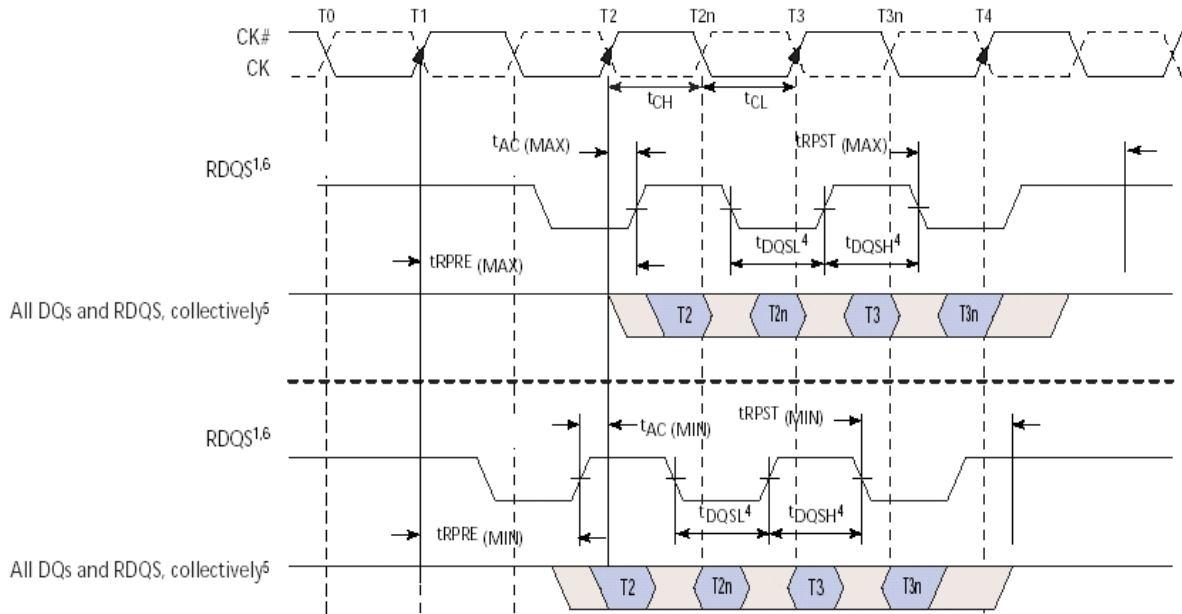 T0 T1 T2 T2n T3 T3n T4
CK#
CK
tCH tCL
tAC (MAX) tRPST (MAX)
RDQS1,6
tDQSL4 tDQSH4
tRPRE (MAX)
All DQs and RDQS, collectively5
T2 T2n T3 T3n
tRPST (MIN)
RDQS1,6
tAC (MIN)
tDQSL4 tDQSH4
tRPRE (MIN)
All DQs and RDQS, collectively5
T2 T2n T3 T3n